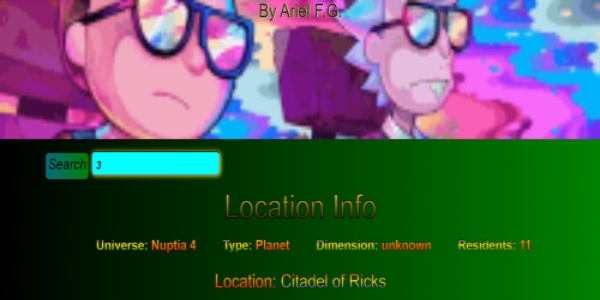 By Ariel F.G.
Search 3
Location Info
Universe: Nuptia 4 Type: Planet Dimension: unknown Residents: 11
Location: Citadel of Ricks